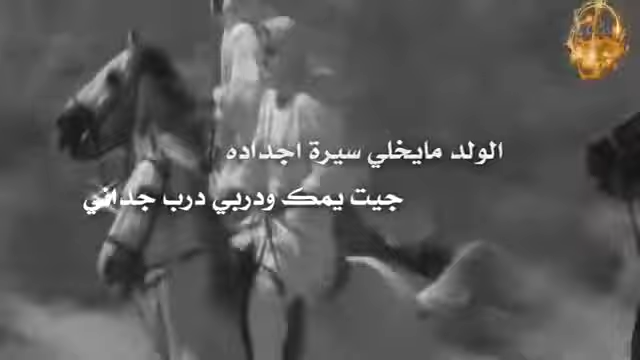 الولد مايخلي سيرة اجداده
جيت يمك ودربي درب جداني